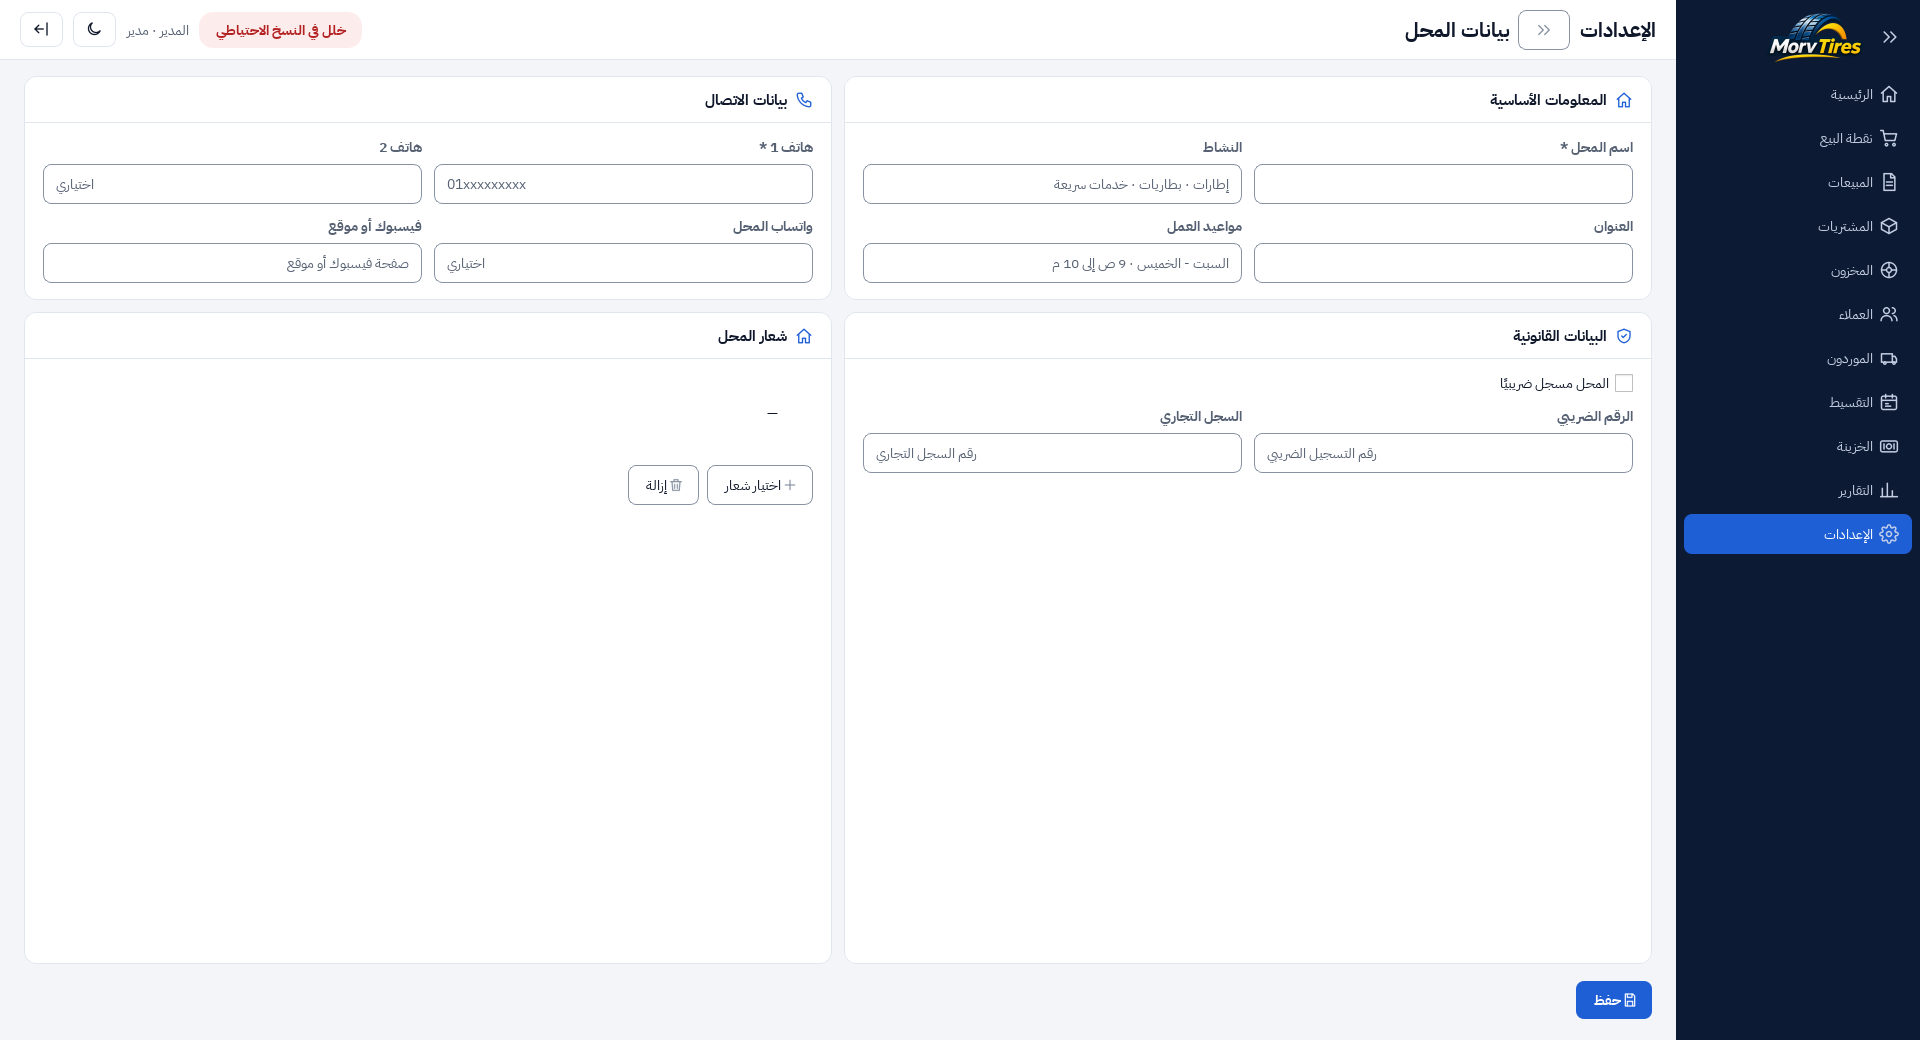 Morv Tires
الرئيسية
نقطة البيع
المبيعات
المشتريات
المخزون
العملاء
الموردون
التقسيط
الخزينة
التقارير
الإعدادات
الإعدادات بيانات المحل
خلل في النسخ الاحتياطي المدير · مدير
المعلومات الأساسية
اسم المحل * النشاط
إطارات · بطاريات · خدمات سريعة
العنوان مواعيد العمل
السبت - الخميس · 9 ص إلى 10 م
بيانات الاتصال
هاتف 1 * هاتف 2
01xxxxxxxxx اختياري
واتساب المحل فيسبوك أو موقع
اختياري صفحة فيسبوك أو موقع
البيانات القانونية
المحل مسجل ضريبيًا
الرقم الضريبي السجل التجاري
رقم التسجيل الضريبي رقم السجل التجاري
شعار المحل
—
اختيار شعار إزالة
حفظ